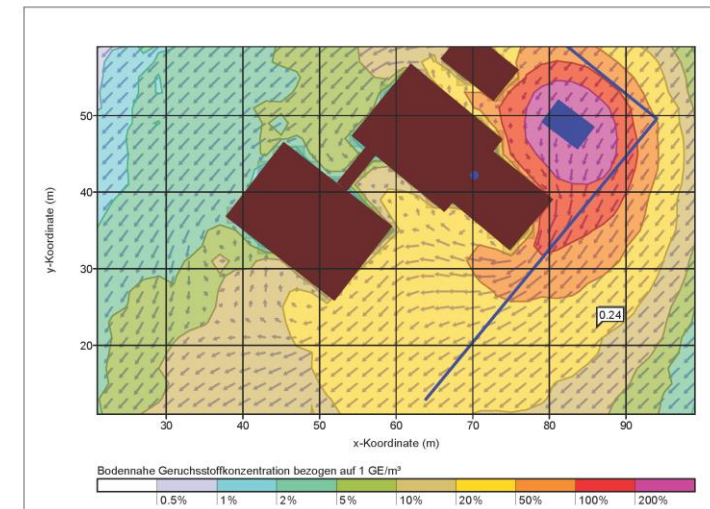 50
40
30
20
y-Koordinate (m)
0.24
30 40 50 60 70 80 90
x-Koordinate (m)
Bodennahe Geruchsstoffkonzentration bezogen auf 1 GE/m³
0.5% 1% 2% 5% 10% 20% 50% 100% 200%